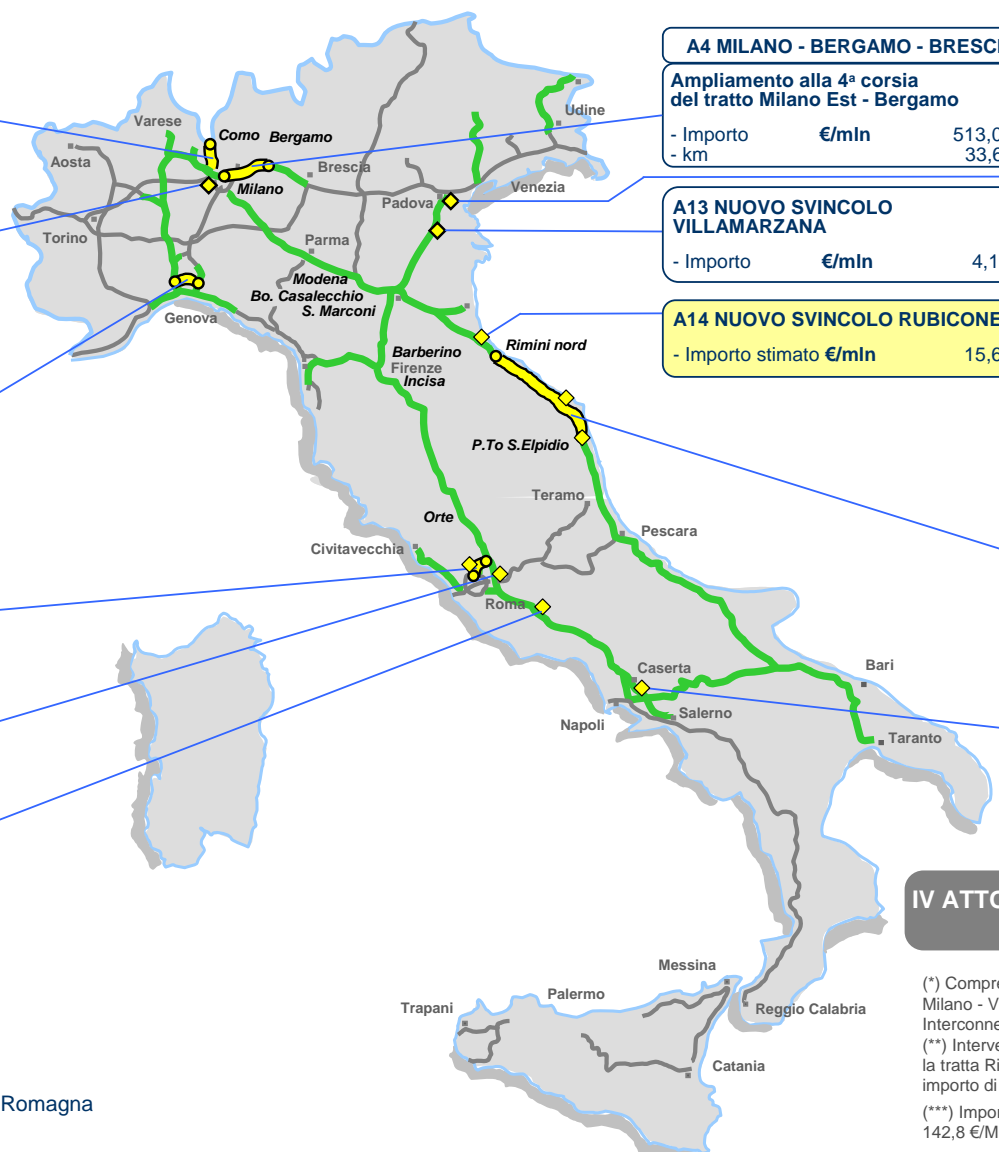 A4 MILANO - BERGAMO - BRESCI
Ampliamento alla 4ª corsia
del tratto Milano Est - Bergamo
- Importo €/mln 513,0
- km 33,6
A13 NUOVO SVINCOLO
VILLAMARZANA
- Importo €/mln 4,1
A14 NUOVO SVINCOLO RUBICONE
- Importo stimato €/mln 15,6
Varese
Como
Bergamo
Udine
Aosta
Brescia
Milano
Venezia
Padova
Torino
Parma
Modena
Bo. Casalecchio
S. Marconi
Genova
Rimini nord
Barberino
Firenze
Incisa
P.To S.Elpidio
Teramo
Orte
Pescara
Civitavecchia
Roma
Caserta
Bari
Napoli
Salerno
Taranto
IV ATTO
Messina
Palermo
Trapani
Reggio Calabria
Catania
(*) Compre
Milano - V
Interconne
(**) Interve
la tratta Ri
importo di
(***) Impor
142,8 €/M
Romagna